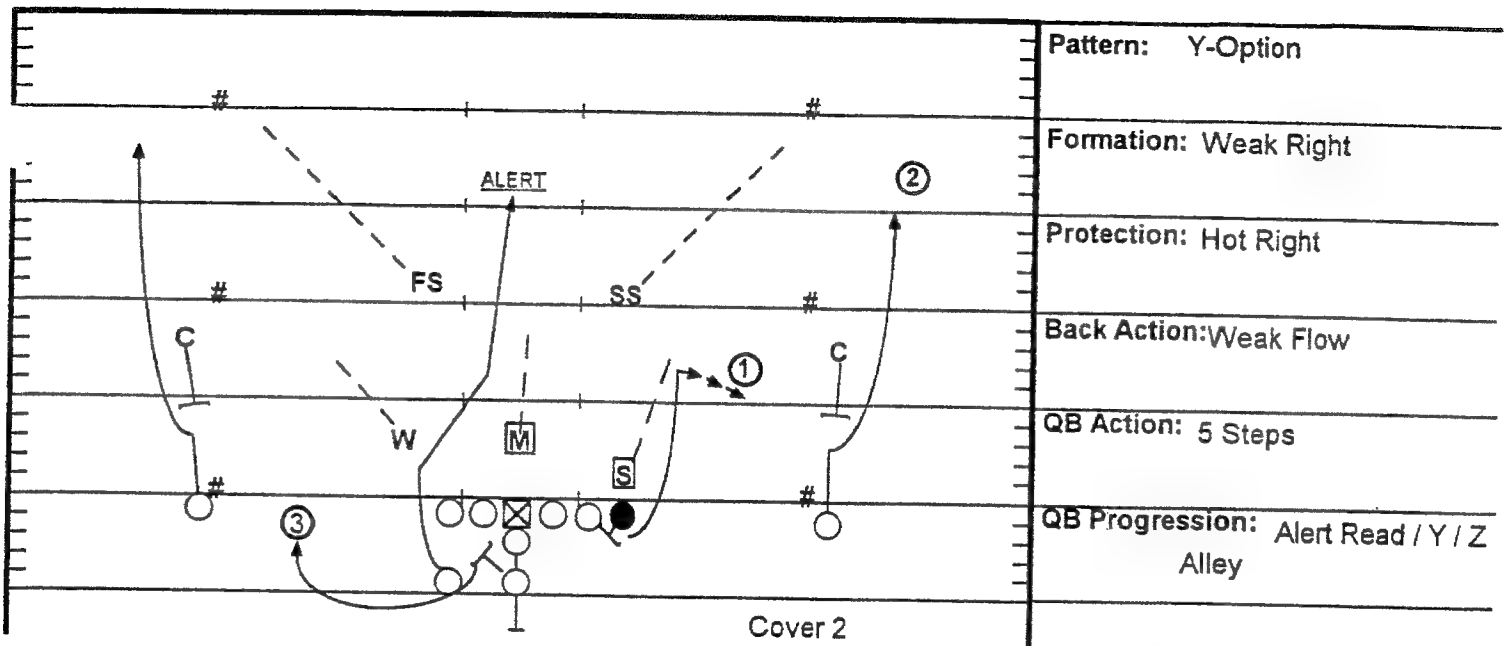 Pattern: Y-Option
# #
Formation: Weak Right
ALERT
②
Protection: Hot Right
FS SS
# #
Back Action: Weak Flow
C C
①
QB Action: 5 Steps
W M S
# #
QB Progression: Alert Read / Y / Z
Alley
③
Cover 2